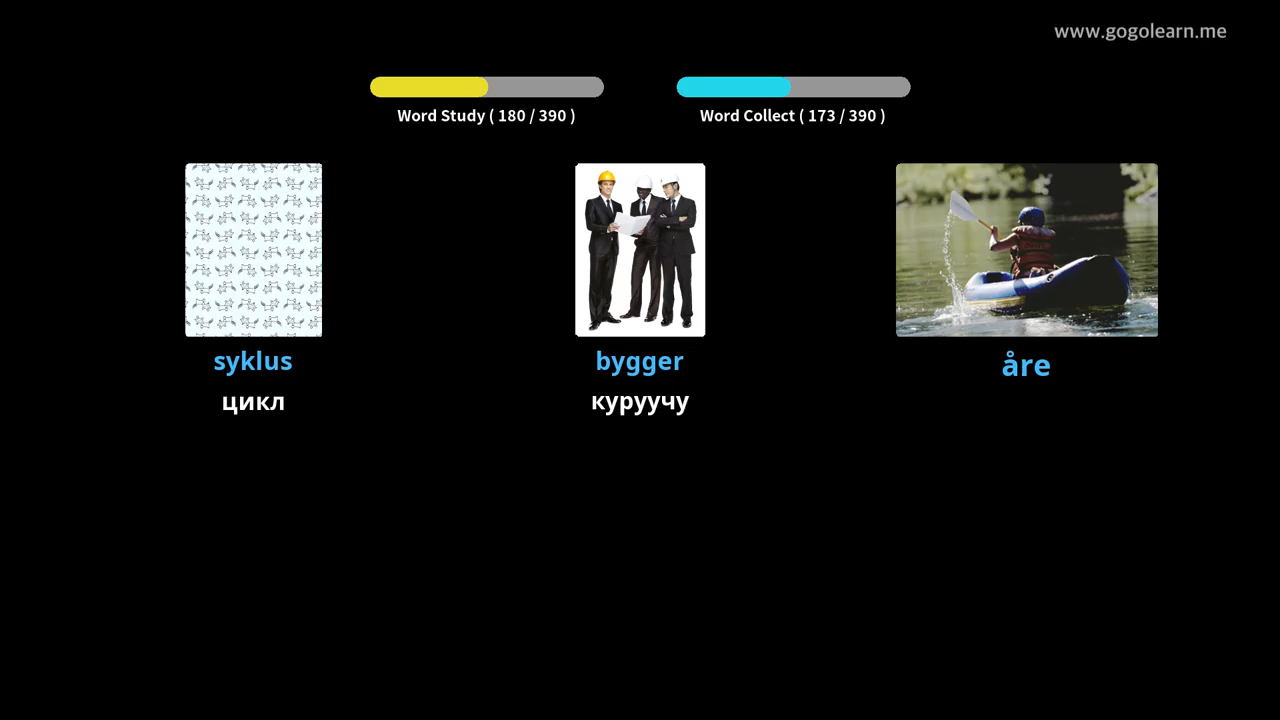 www.gogolearn.me
Word Study ( 180 / 390 )
Word Collect ( 173 / 390 )
syklus
bygger
åre
цикл
куруучу